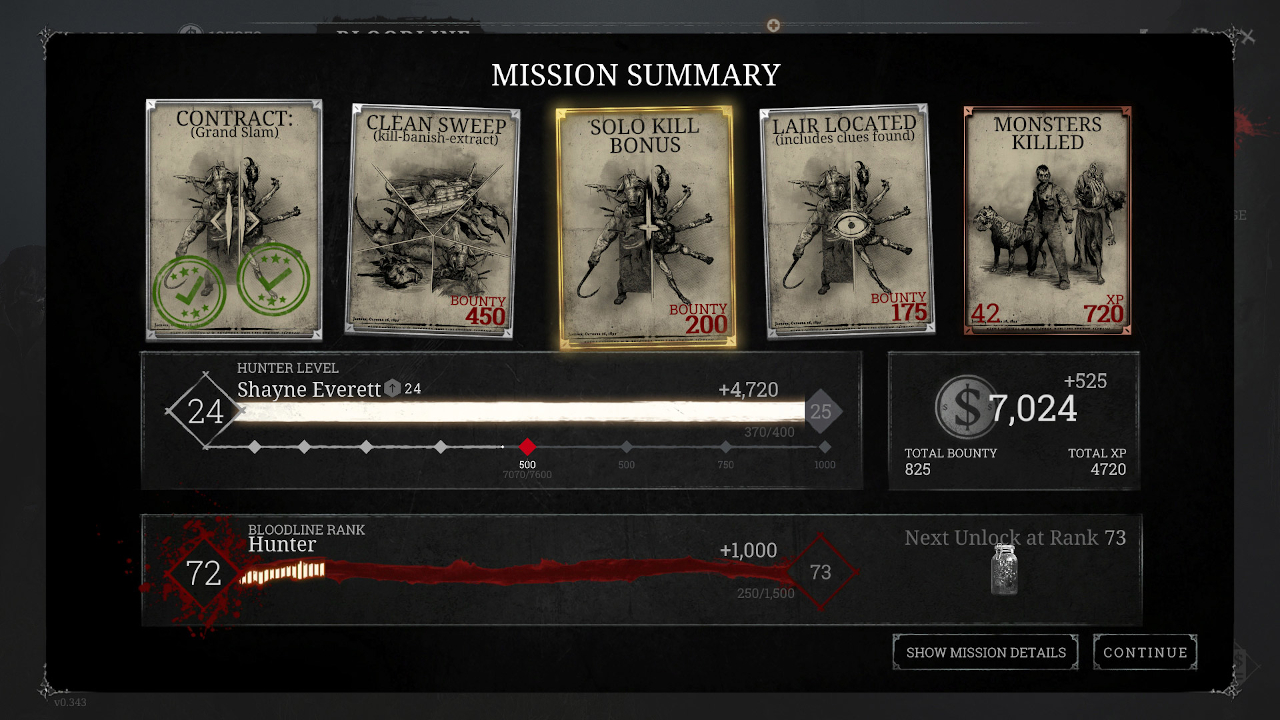 BLOODLINE
MISSION SUMMARY
CONTRACT:
(Grand Slam)
CLEAN SWEEP
(kill-banish-extract)
BOUNTY
450
SOLO KILL
BONUS
BOUNTY
200
LAIR LOCATED
(includes clues found)
BOUNTY
175
MONSTERS
KILLED
42
XP
720
HUNTER LEVEL
Shayne Everett 24
24
+4,720
25
370/400
500
500
750
1000
7070/7600
+525
$ 7,024
TOTAL BOUNTY
825
TOTAL XP
4720
BLOODLINE RANK
Hunter
72
+1,000
73
250/1,500
Next Unlock at Rank 73
SHOW MISSION DETAILS
CONTINUE
v0.343